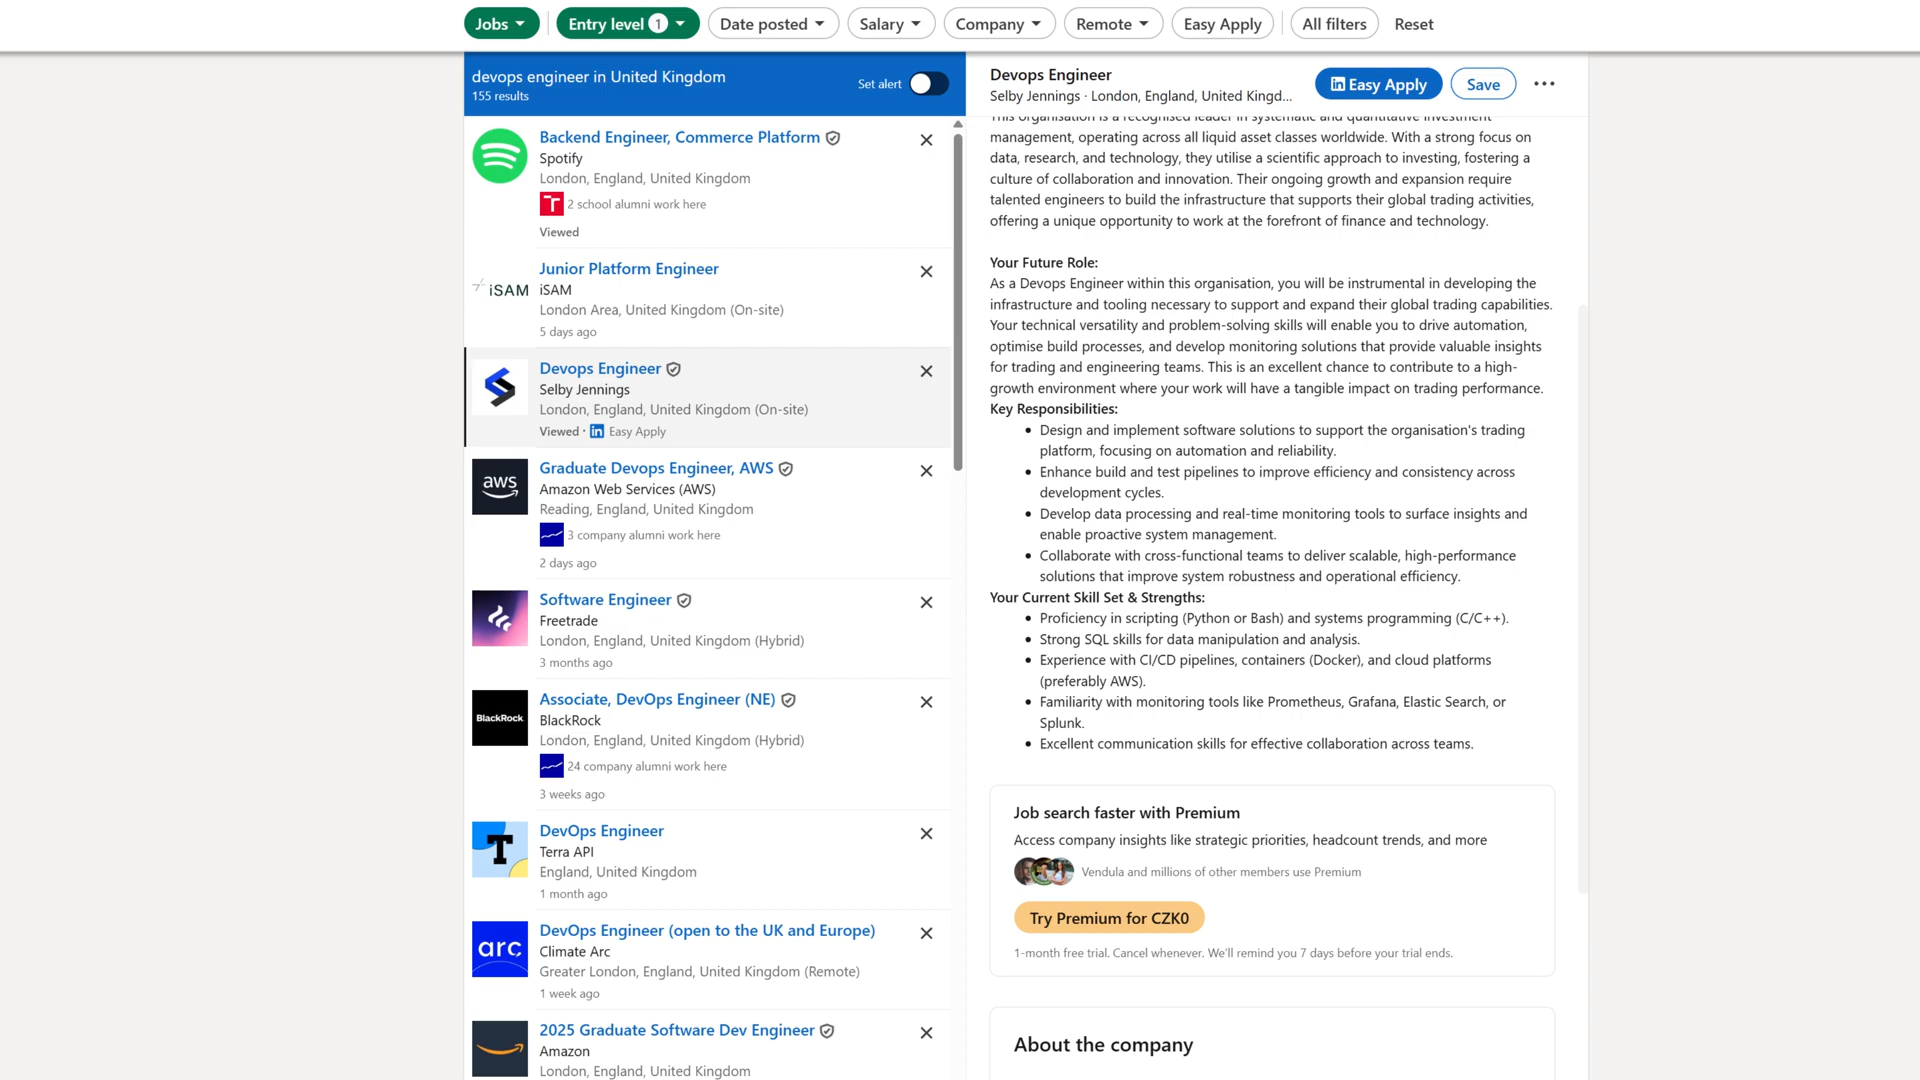 Jobs
Entry level 1
Date posted
Salary
Company
Remote
Easy Apply
All filters
Reset
devops engineer in United Kingdom
155 results
Set alert
Backend Engineer, Commerce Platform
Spotify
London, England, United Kingdom
2 school alumni work here
Viewed
iSAM
Junior Platform Engineer
iSAM
London Area, United Kingdom (On-site)
5 days ago
Devops Engineer
Selby Jennings
London, England, United Kingdom (On-site)
Viewed · in Easy Apply
aws
Graduate Devops Engineer, AWS
Amazon Web Services (AWS)
Reading, England, United Kingdom
3 company alumni work here
2 days ago
Software Engineer
Freetrade
London, England, United Kingdom (Hybrid)
3 months ago
BlackRock
Associate, DevOps Engineer (NE)
BlackRock
London, England, United Kingdom (Hybrid)
24 company alumni work here
3 weeks ago
T
DevOps Engineer
Terra API
England, United Kingdom
1 month ago
arc
DevOps Engineer (open to the UK and Europe)
Climate Arc
Greater London, England, United Kingdom (Remote)
1 week ago
2025 Graduate Software Dev Engineer
Amazon
London, England, United Kingdom
Devops Engineer
Selby Jennings · London, England, United Kingd...
in Easy Apply
Save
This organisation is a recognised leader in systematic and quantitative investment
management, operating across all liquid asset classes worldwide. With a strong focus on
data, research, and technology, they utilise a scientific approach to investing, fostering a
culture of collaboration and innovation. Their ongoing growth and expansion require
talented engineers to build the infrastructure that supports their global trading activities,
offering a unique opportunity to work at the forefront of finance and technology.
Your Future Role:
As a Devops Engineer within this organisation, you will be instrumental in developing the
infrastructure and tooling necessary to support and expand their global trading capabilities.
Your technical versatility and problem-solving skills will enable you to drive automation,
optimise build processes, and develop monitoring solutions that provide valuable insights
for trading and engineering teams. This is an excellent chance to contribute to a high-
growth environment where your work will have a tangible impact on trading performance.
Key Responsibilities:
• Design and implement software solutions to support the organisation's trading
platform, focusing on automation and reliability.
• Enhance build and test pipelines to improve efficiency and consistency across
development cycles.
• Develop data processing and real-time monitoring tools to surface insights and
enable proactive system management.
• Collaborate with cross-functional teams to deliver scalable, high-performance
solutions that improve system robustness and operational efficiency.
Your Current Skill Set & Strengths:
• Proficiency in scripting (Python or Bash) and systems programming (C/C++).
• Strong SQL skills for data manipulation and analysis.
• Experience with CI/CD pipelines, containers (Docker), and cloud platforms
(preferably AWS).
• Familiarity with monitoring tools like Prometheus, Grafana, Elastic Search, or
Splunk.
• Excellent communication skills for effective collaboration across teams.
Job search faster with Premium
Access company insights like strategic priorities, headcount trends, and more
Vendula and millions of other members use Premium
Try Premium for CZK0
1-month free trial. Cancel whenever. We'll remind you 7 days before your trial ends.
About the company